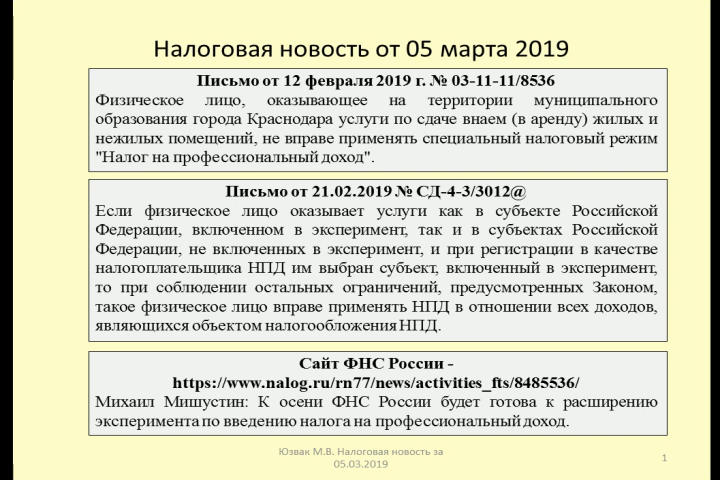 Налоговая новость от 05 марта 2019
Письмо от 12 февраля 2019 г. № 03-11-11/8536
Физическое лицо, оказывающее на территории муниципального
образования города Краснодара услуги по сдаче внаем (в аренду) жилых и
нежилых помещений, не вправе применять специальный налоговый режим
"Налог на профессиональный доход".
Письмо от 21.02.2019 № СД-4-3/3012@
Если физическое лицо оказывает услуги как в субъекте Российской
Федерации, включенном в эксперимент, так и в субъектах Российской
Федерации, не включенных в эксперимент, и при регистрации в качестве
налогоплательщика НПД им выбран субъект, включенный в эксперимент,
то при соблюдении остальных ограничений, предусмотренных Законом,
такое физическое лицо вправе применять НПД в отношении всех доходов,
являющихся объектом налогообложения НПД.
Сайт ФНС России -
https://www.nalog.ru/rn77/news/activities_fts/8485536/
Михаил Мишустин: К осени ФНС России будет готова к расширению
эксперимента по введению налога на профессиональный доход.
Юзвак М.В. Налоговая новость за
05.03.2019
1